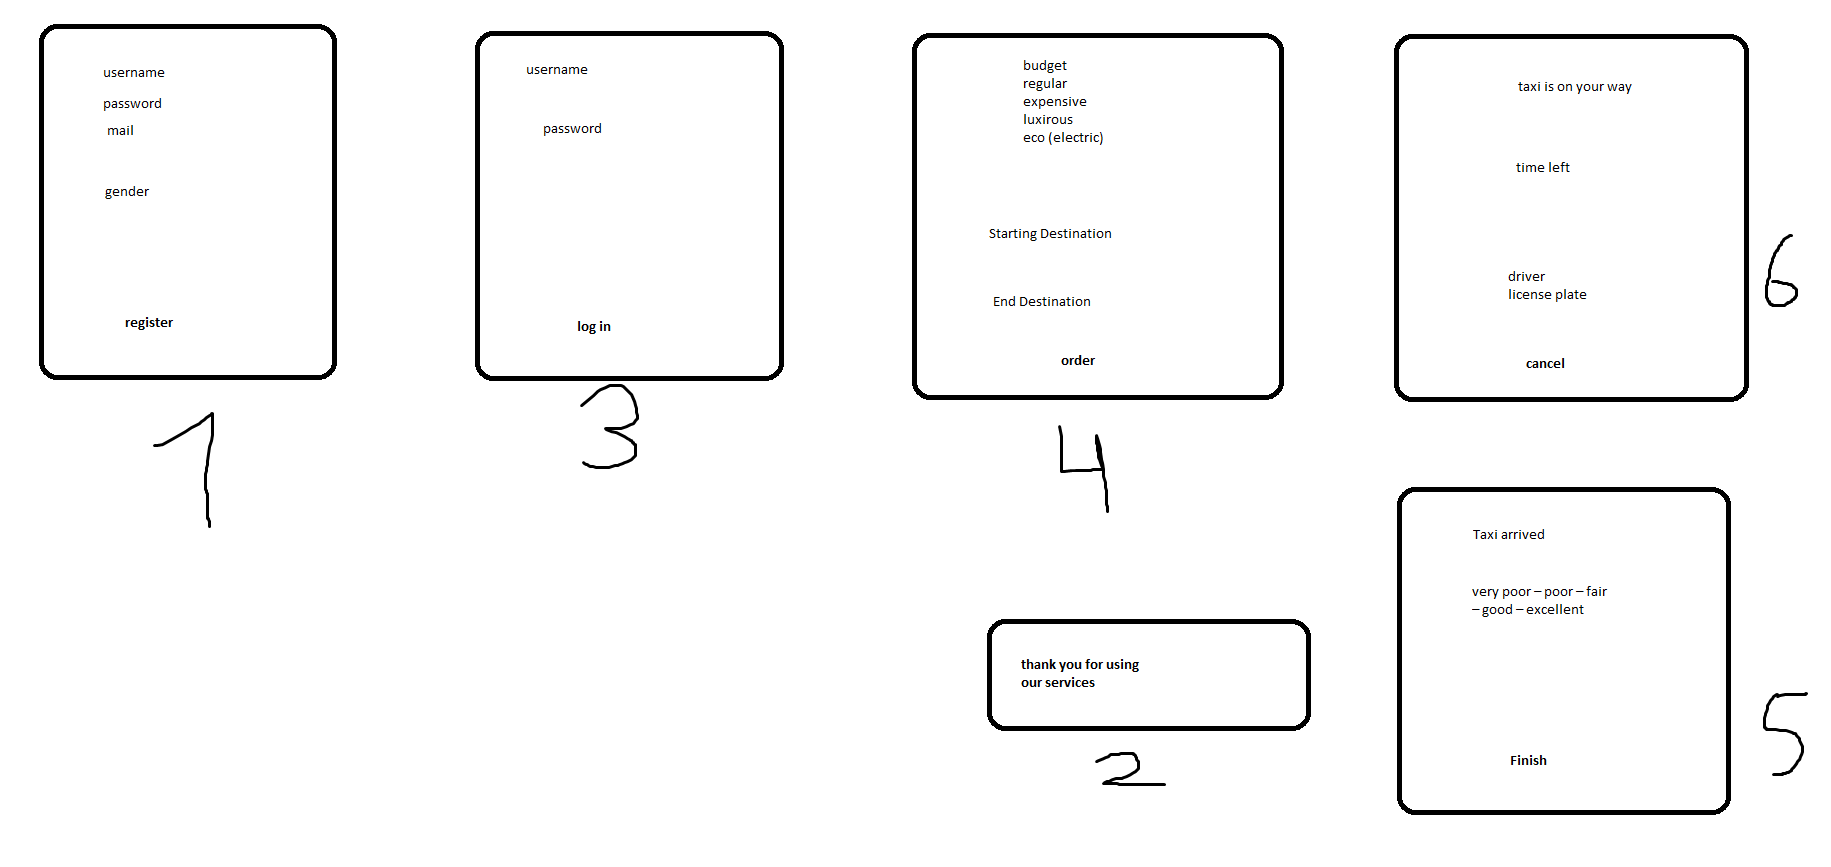 username
password
mail
gender
register
1
username
password
log in
3
budget
regular
expensive
luxirous
eco (electric)
Starting Destination
End Destination
order
4
taxi is on your way
time left
driver
license plate
cancel
6
thank you for using
our services
2
Taxi arrived
very poor – poor – fair
– good – excellent
Finish
5